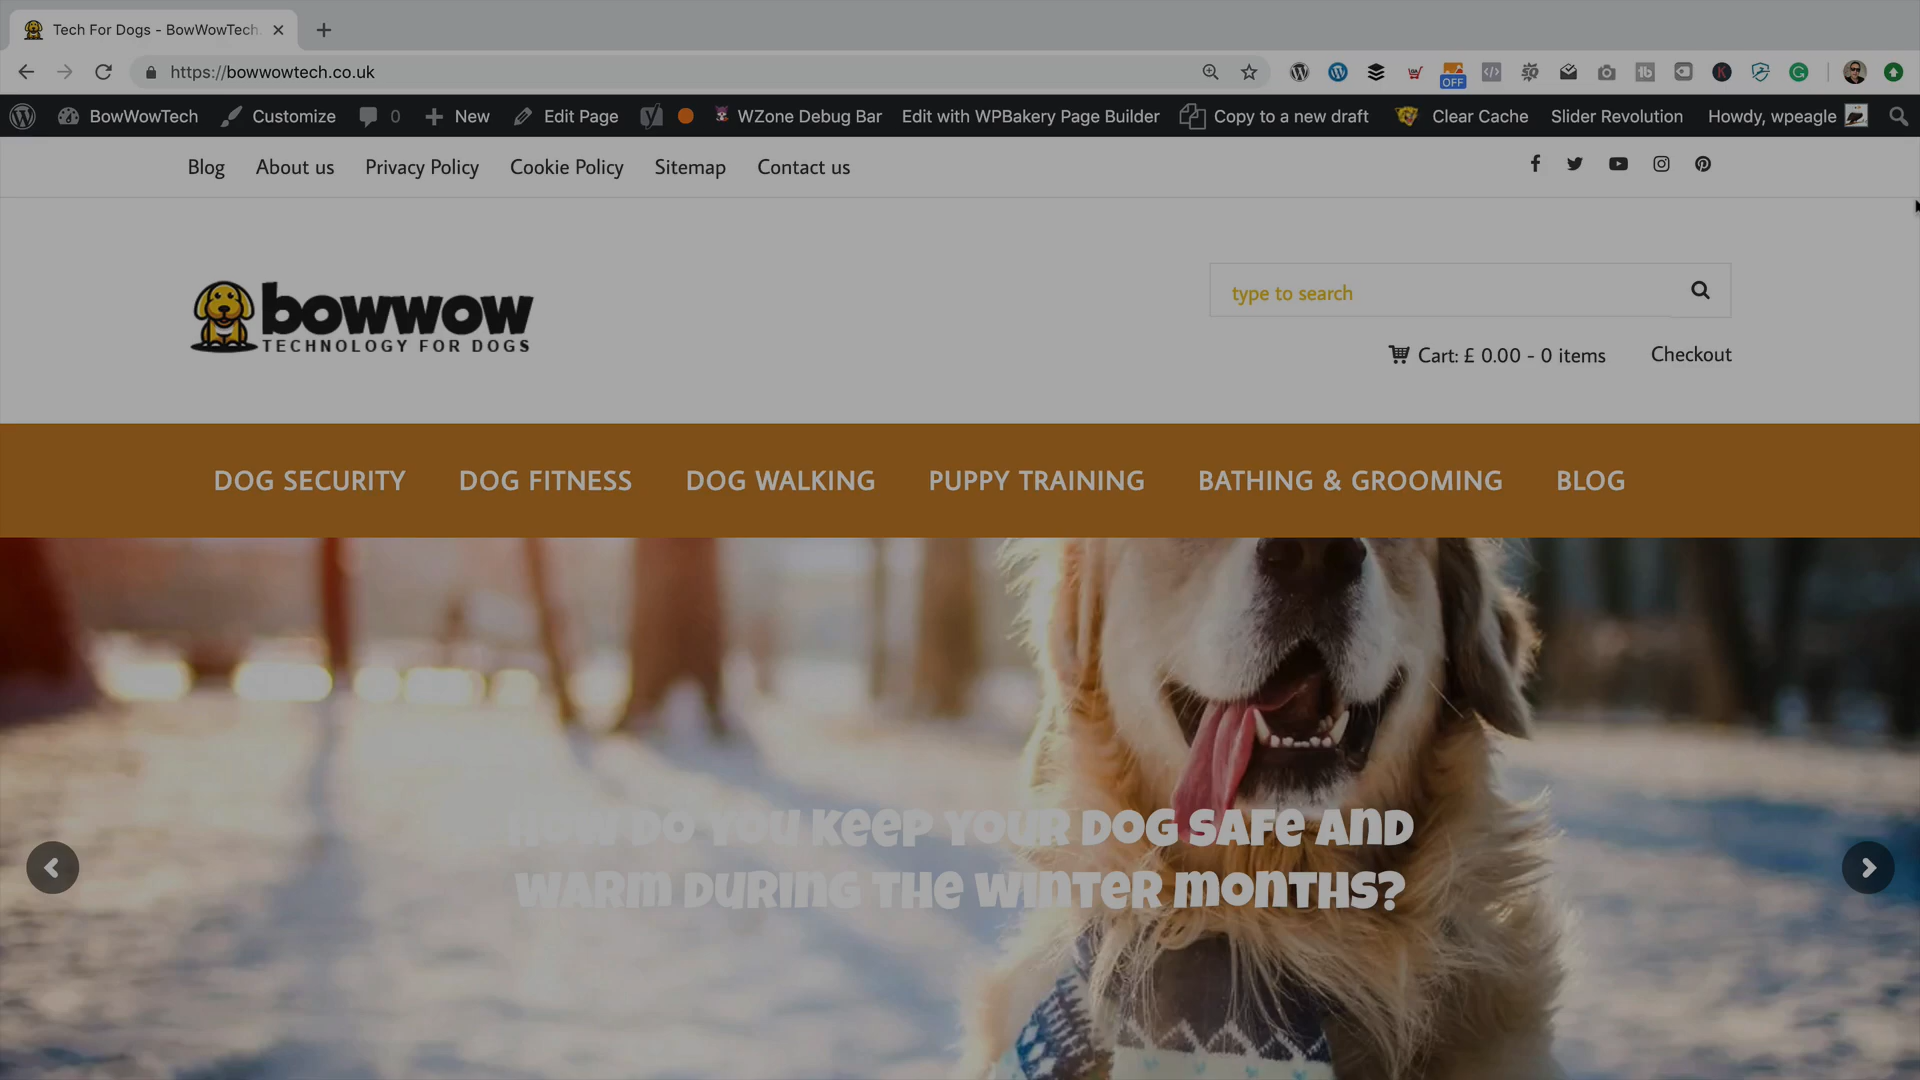 Tech For Dogs - BowWowTech
https://bowwowtech.co.uk
OFF
BowWowTech Customize 0 New Edit Page WZone Debug Bar Edit with WPBakery Page Builder Copy to a new draft Clear Cache Slider Revolution Howdy, wpeagle
Blog About us Privacy Policy Cookie Policy Sitemap Contact us
type to search
bowwow
TECHNOLOGY FOR DOGS
Cart: £ 0.00 - 0 items Checkout
DOG SECURITY DOG FITNESS DOG WALKING PUPPY TRAINING BATHING & GROOMING BLOG
HOW DO YOU KEEP YOUR DOG SAFE AND
WARM DURING THE WINTER MONTHS?